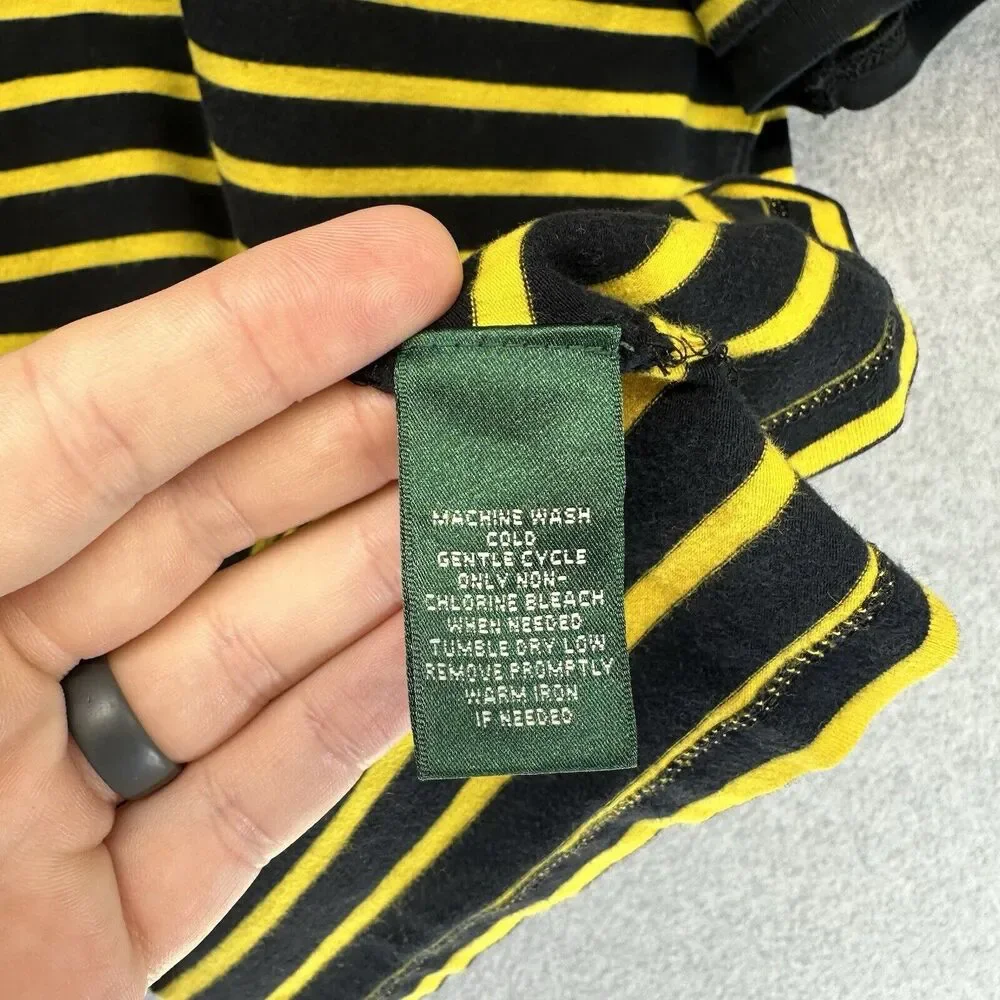 MACHINE WASH
COLD
GENTLE CYCLE
ONLY NON-
CHLORINE BLEACH
WHEN NEEDED
TUMBLE DRY LOW
REMOVE PROMPTLY
WARM IRON
IF NEEDED